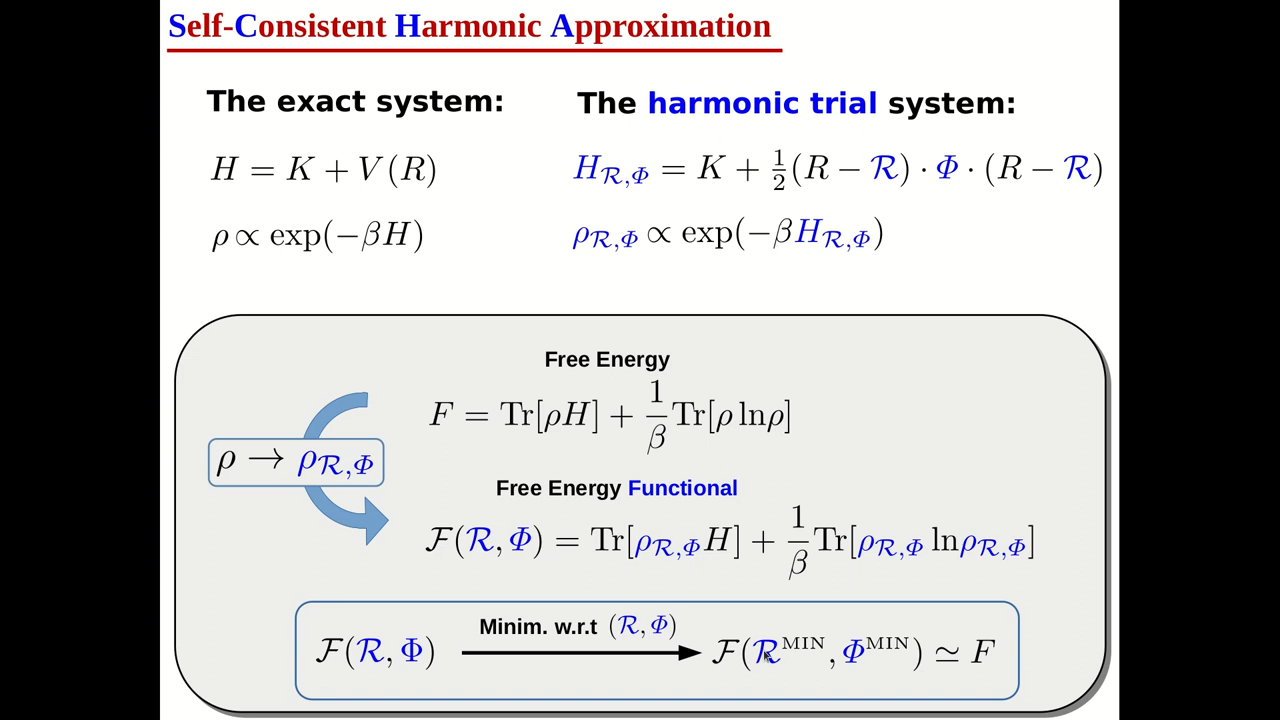 Self-Consistent Harmonic Approximation
The exact system:
H = K + V(R)
ρ ∝ exp(−βH)
The harmonic trial system:
H_{ℛ,Φ} = K + ½(R − ℛ) · Φ · (R − ℛ)
ρ_{ℛ,Φ} ∝ exp(−βH_{ℛ,Φ})
Free Energy
F = Tr[ρH] + 1/β Tr[ρ lnρ]
ρ → ρ_{ℛ,Φ}
Free Energy Functional
ℱ(ℛ,Φ) = Tr[ρ_{ℛ,Φ}H] + 1/β Tr[ρ_{ℛ,Φ} lnρ_{ℛ,Φ}]
Minim. w.r.t (ℛ,Φ)
ℱ(ℛ,Φ) → ℱ(ℛ^{MIN},Φ^{MIN}) ≃ F